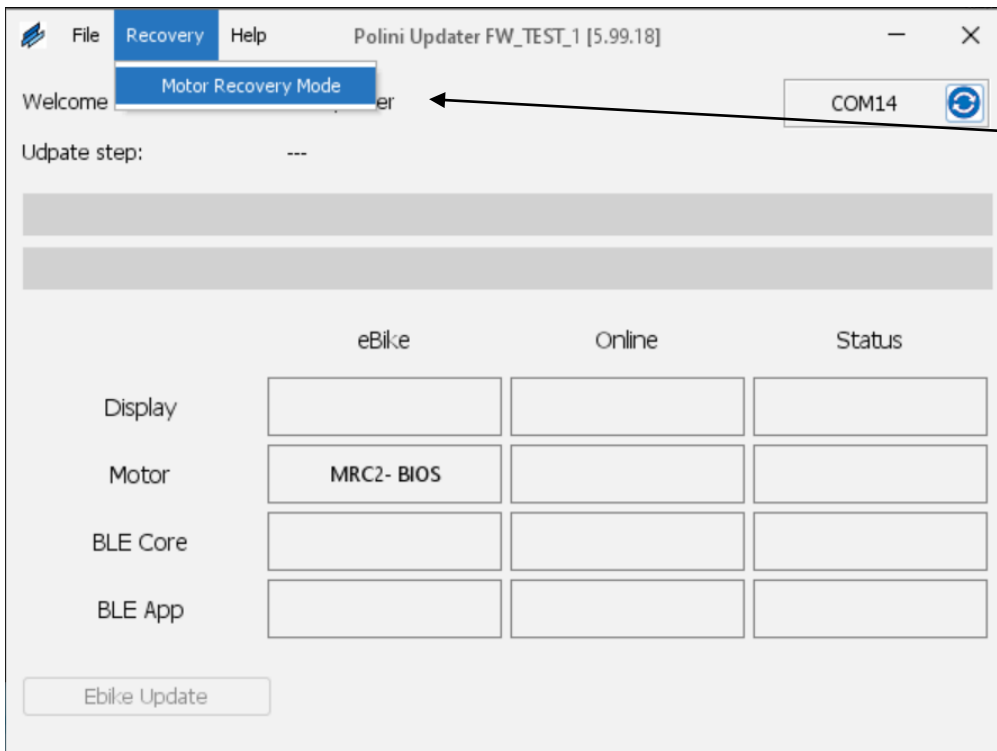 File Recovery Help Polini Updater FW_TEST_1 [5.99.18]
Motor Recovery Mode
Welcome er COM14
Udpate step: ---
eBike Online Status
Display
Motor MRC2- BIOS
BLE Core
BLE App
Ebike Update